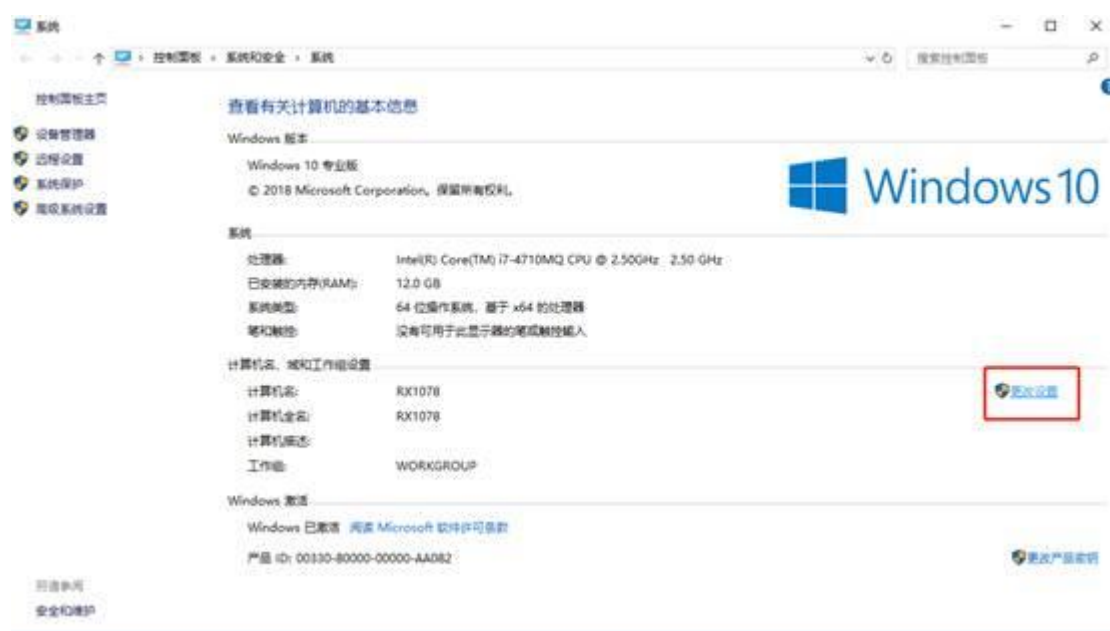 系统
控制面板 › 系统和安全 › 系统
搜索控制面板
控制面板主页
设备管理器
远程设置
系统保护
高级系统设置
查看有关计算机的基本信息
Windows 版本
Windows 10 专业版
© 2018 Microsoft Corporation。保留所有权利。
Windows 10
系统
处理器: Intel(R) Core(TM) i7-4710MQ CPU @ 2.50GHz 2.50 GHz
已安装的内存(RAM): 12.0 GB
系统类型: 64 位操作系统，基于 x64 的处理器
笔和触控: 没有可用于此显示器的笔或触控输入
计算机名、域和工作组设置
计算机名: RX1078
更改设置
计算机全名: RX1078
计算机描述:
工作组: WORKGROUP
Windows 激活
Windows 已激活 阅读 Microsoft 软件许可条款
产品 ID: 00330-80000-00000-AA082
更改产品密钥
另请参阅
安全和维护